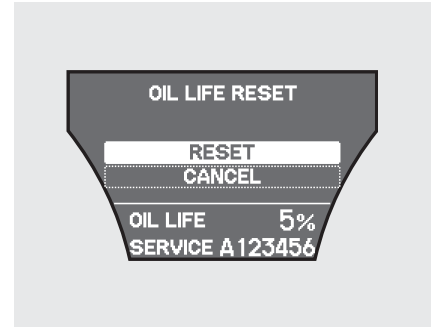 OIL LIFE RESET
RESET
CANCEL
OIL LIFE 5%
SERVICE A123456